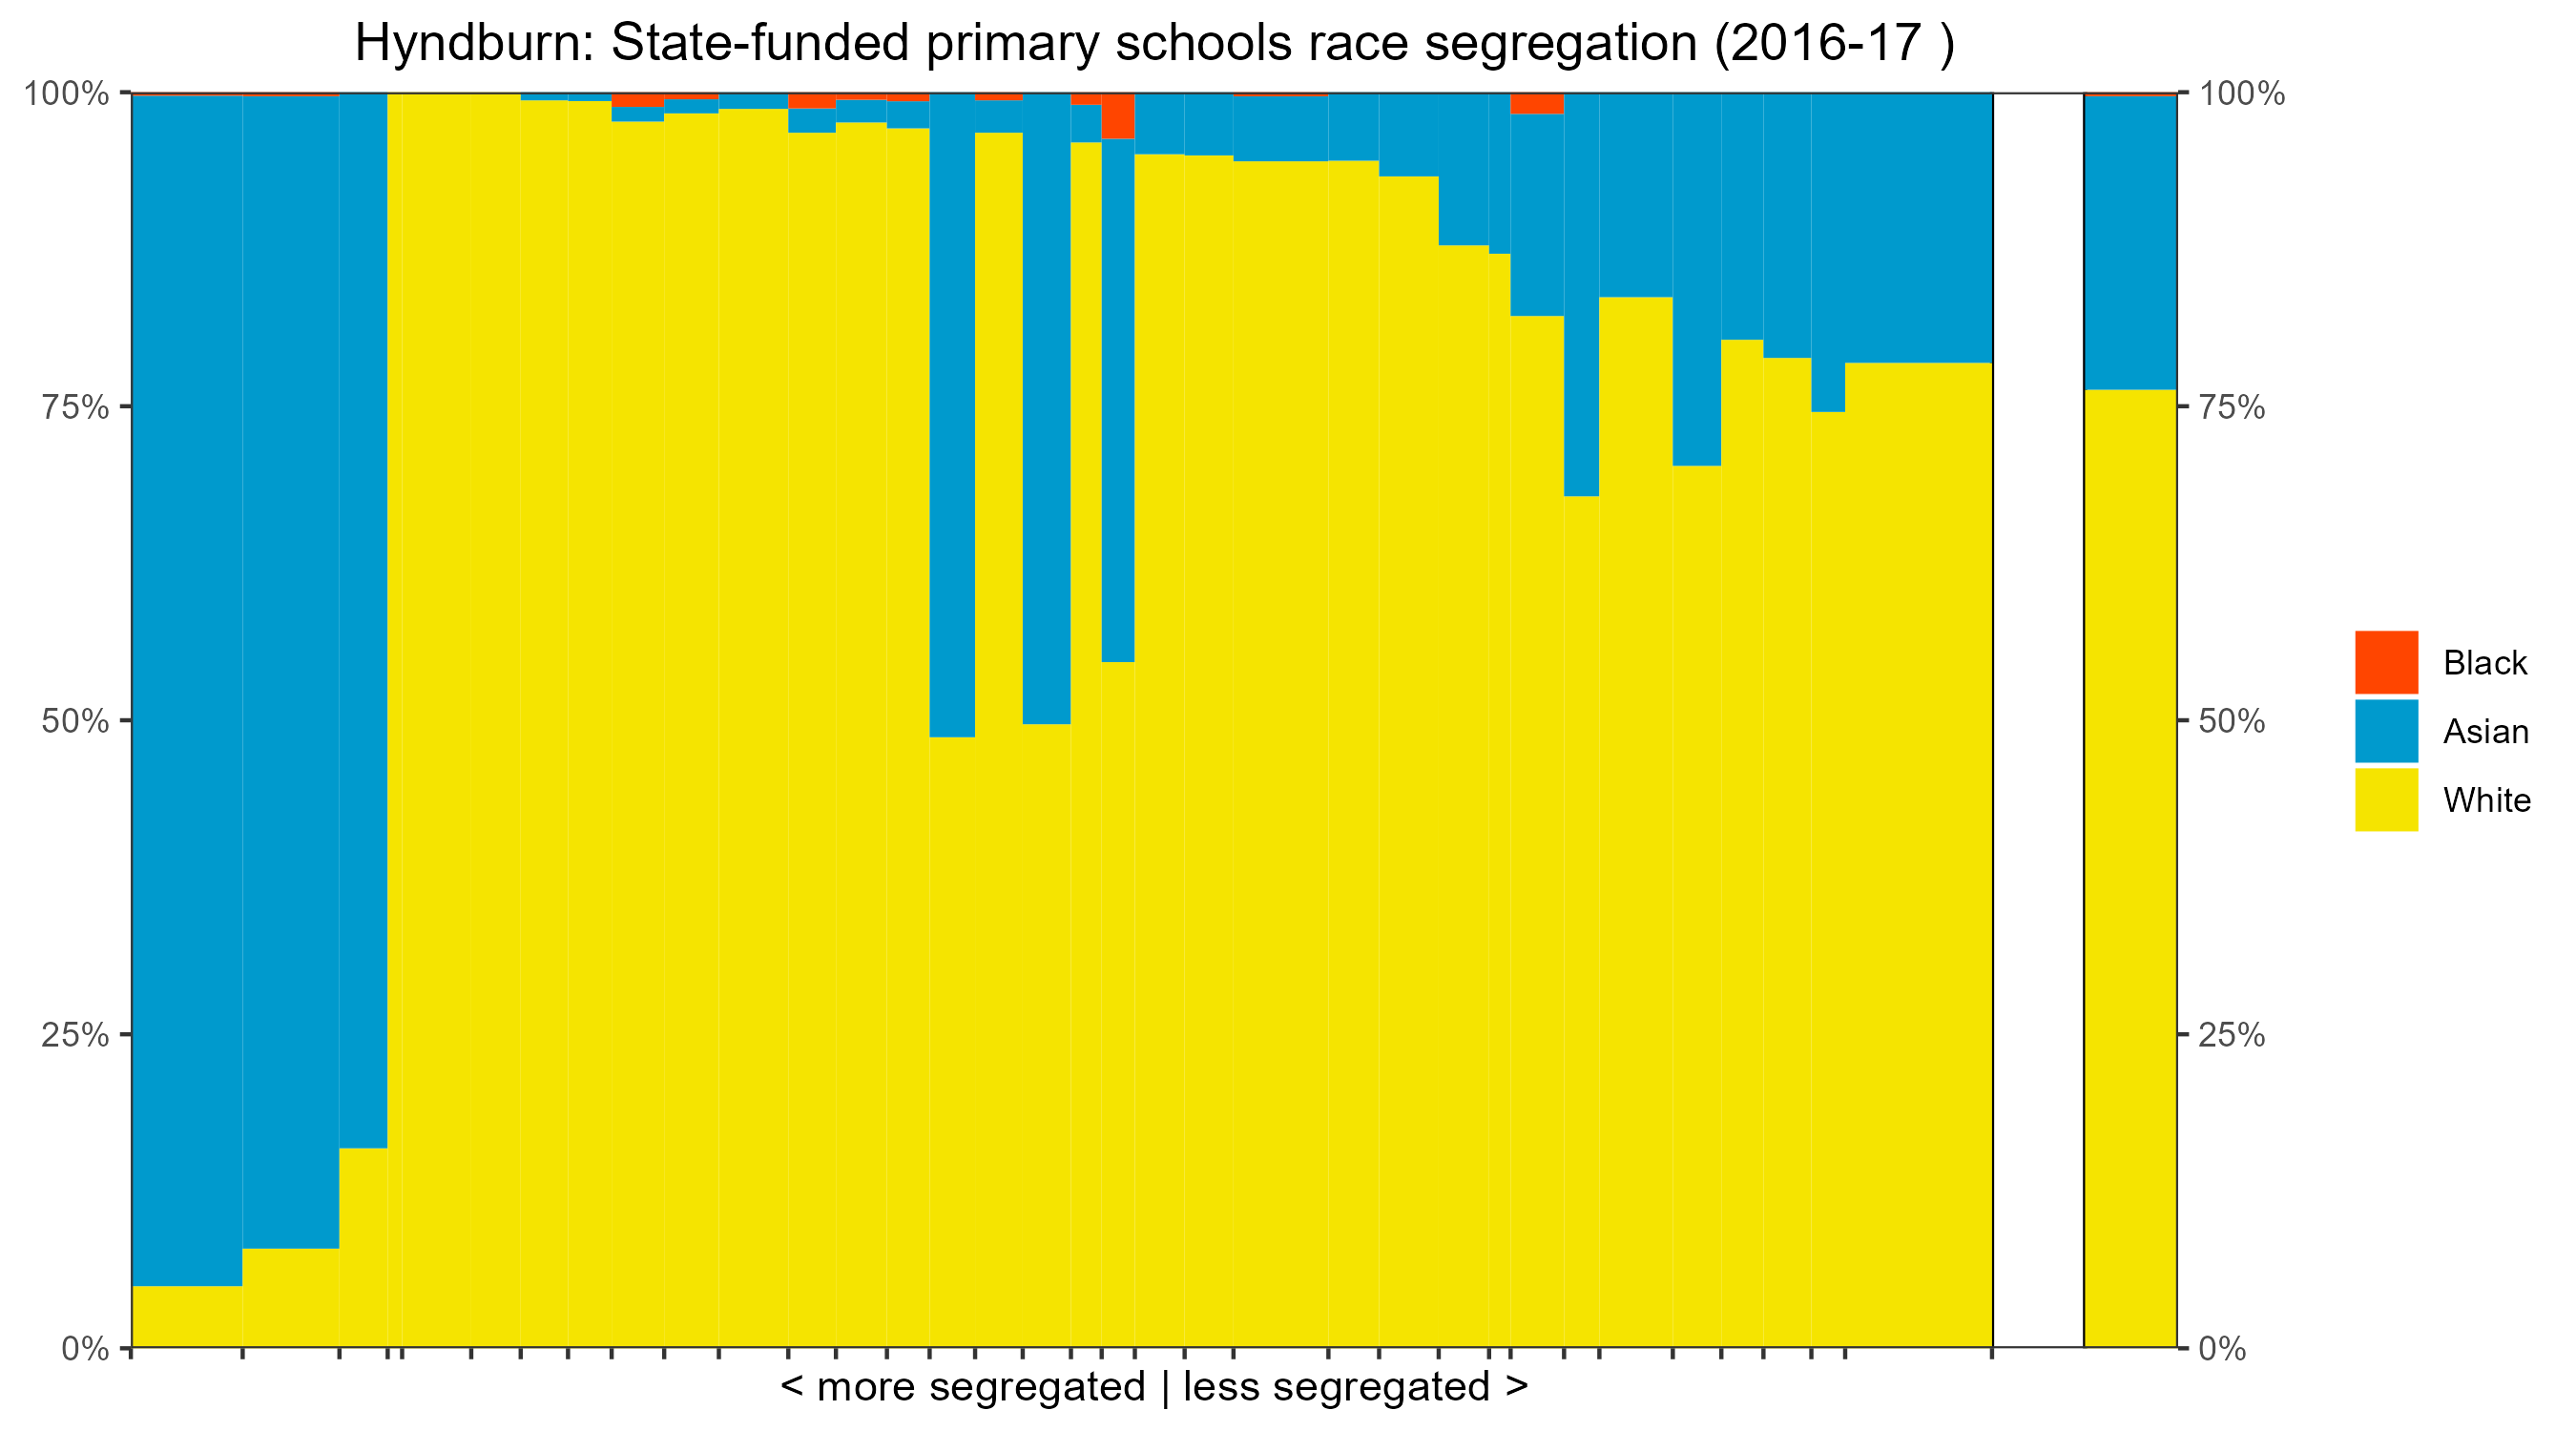 Hyndburn: State-funded primary schools race segregation (2016-17 )
100%
75%
50%
25%
0%
100%
75%
50%
25%
0%
Black
Asian
White
< more segregated | less segregated >